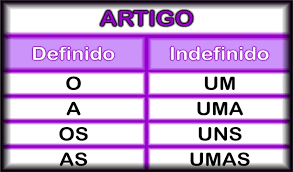 ARTIGO
Definido Indefinido
O UM
A UMA
OS UNS
AS UMAS